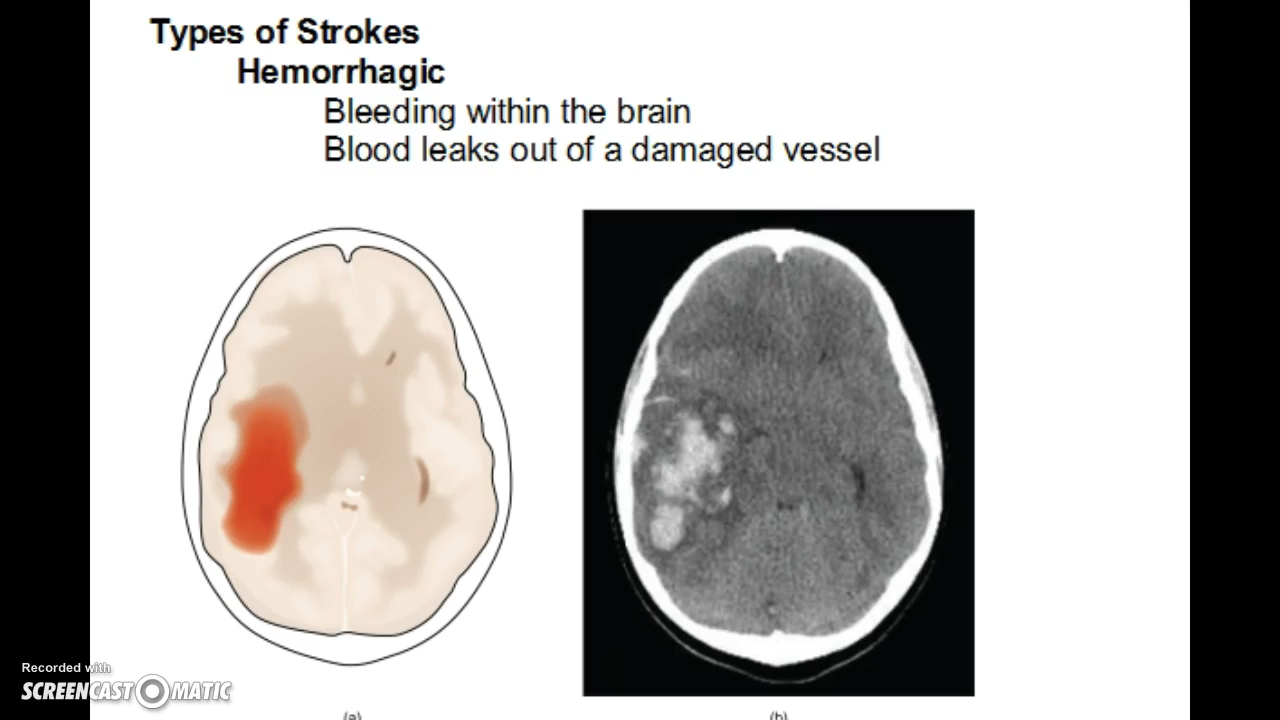 Types of Strokes
Hemorrhagic
Bleeding within the brain
Blood leaks out of a damaged vessel
(a)
(b)
Recorded with
SCREENCAST-O-MATIC